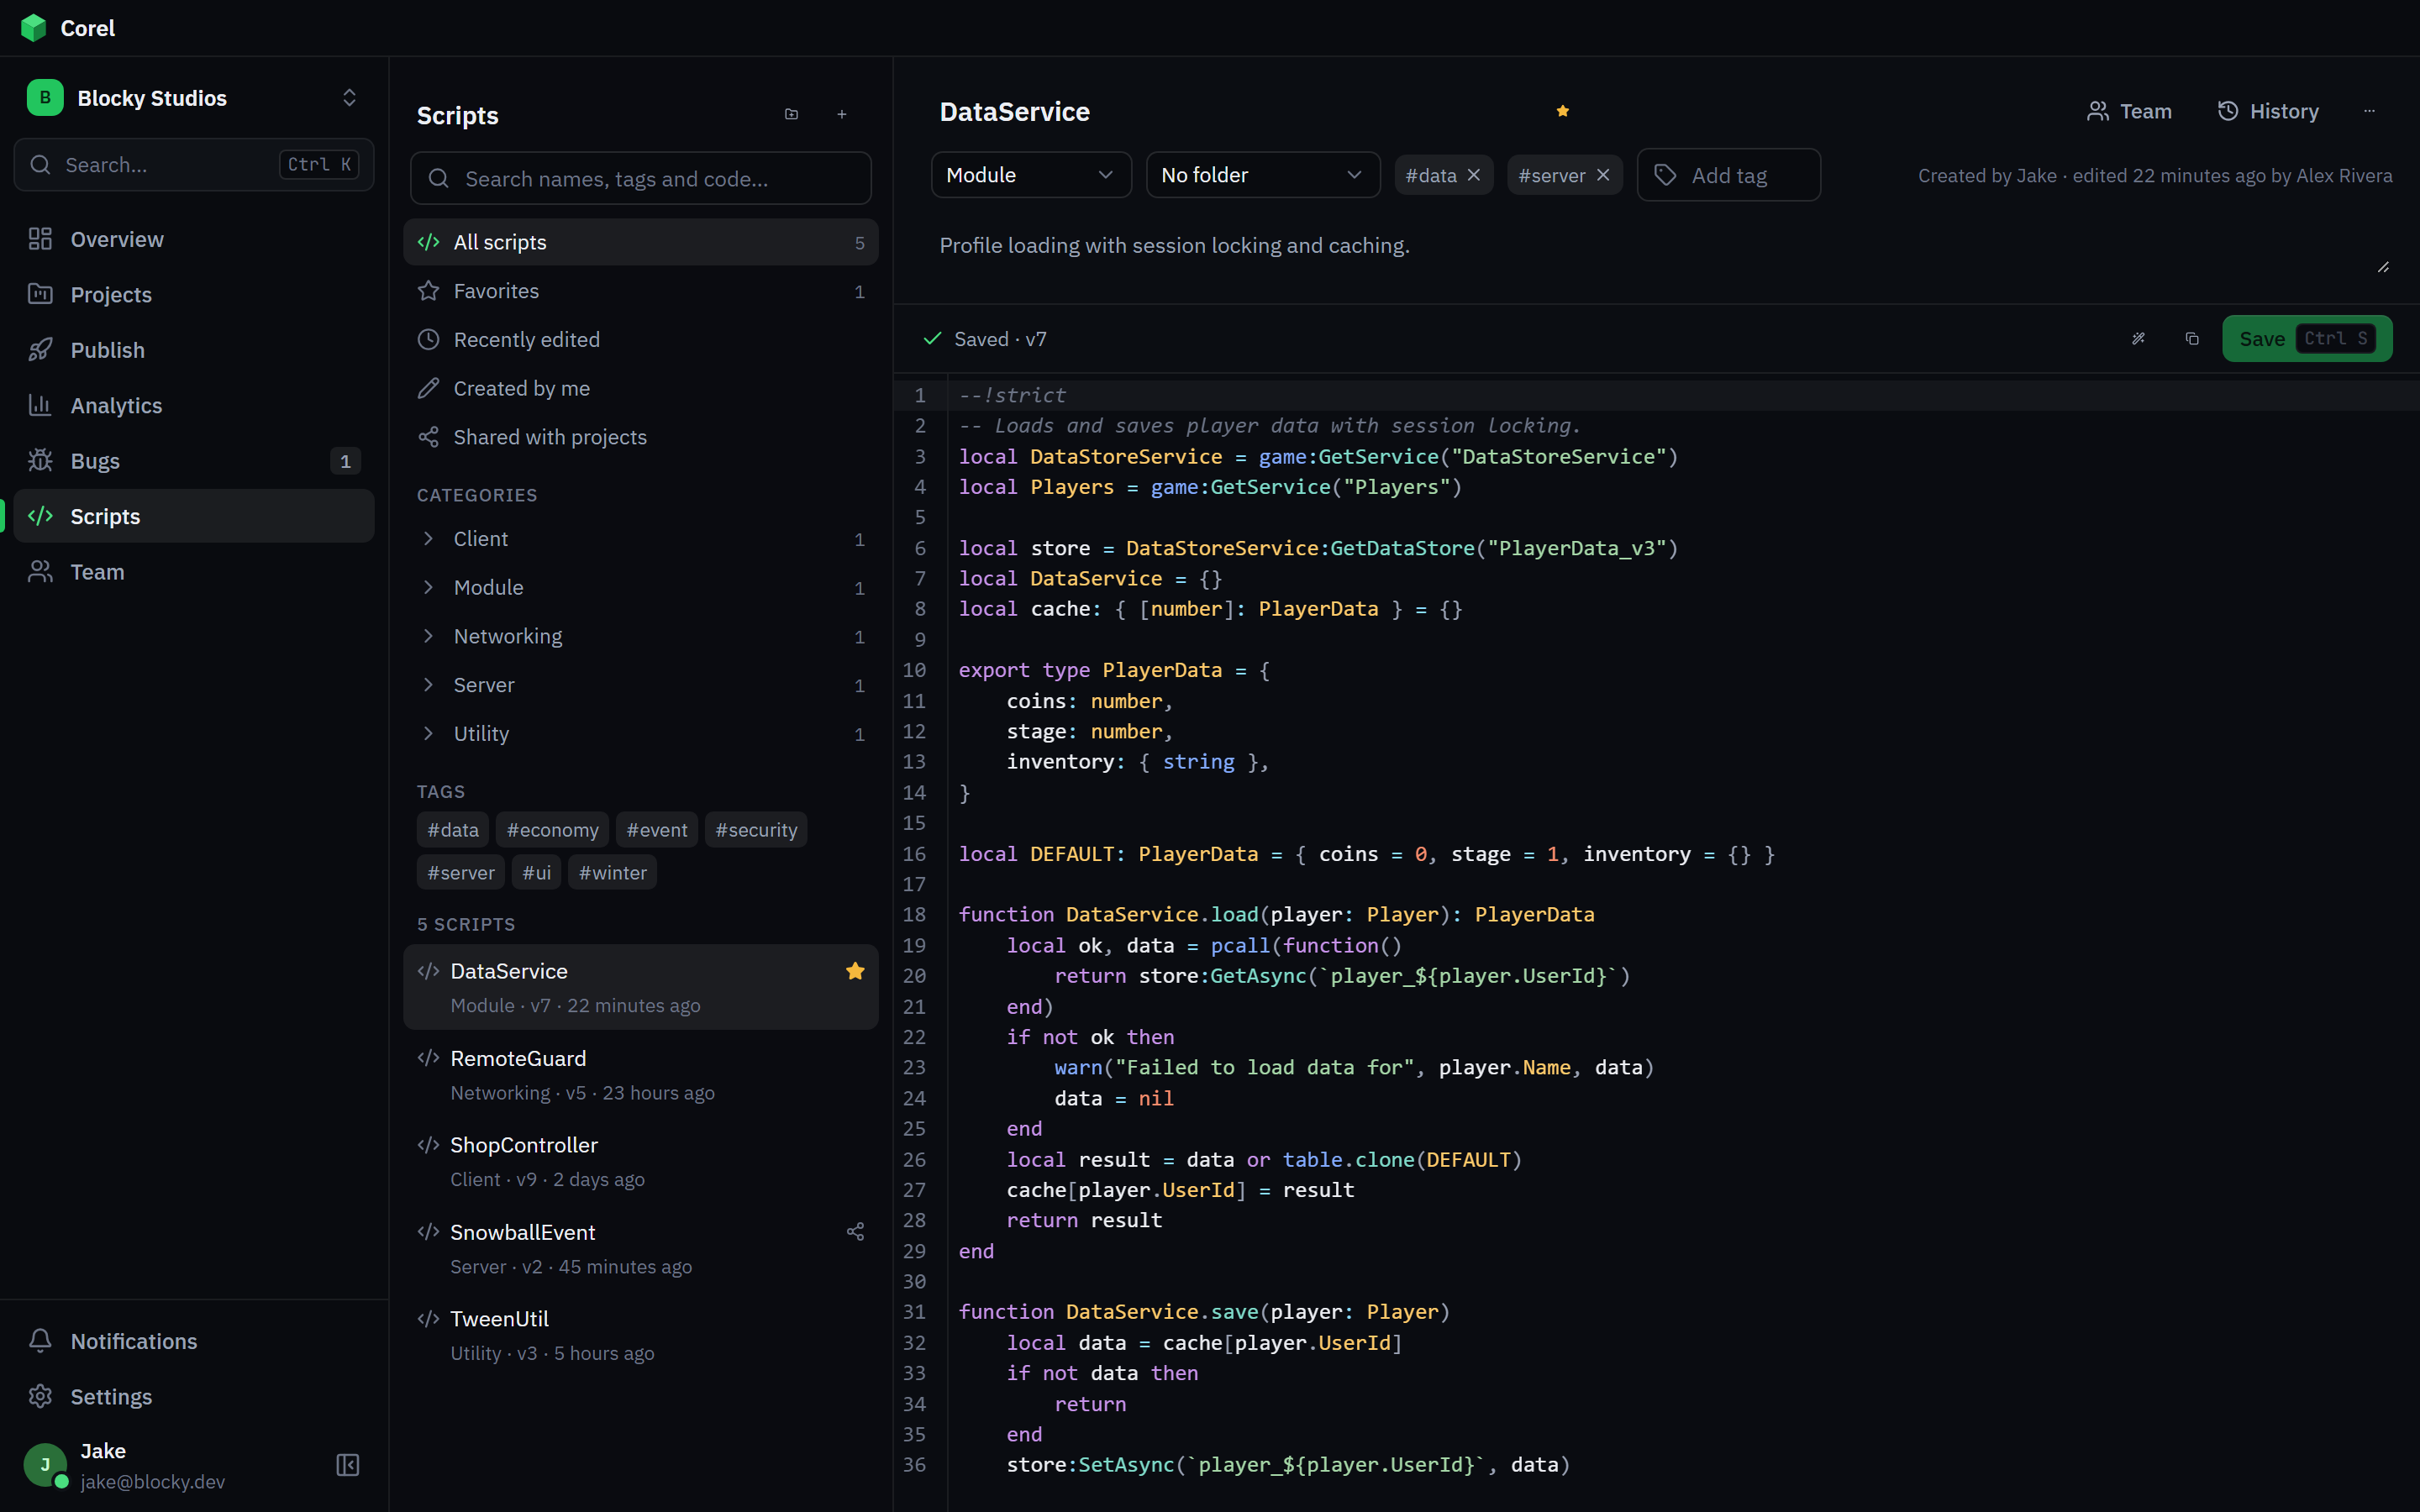 Corel
B Blocky Studios
Search... Ctrl K
Overview
Projects
Publish
Analytics
Bugs 1
Scripts
Team
Notifications
Settings
J Jake
jake@blocky.dev
Scripts
Search names, tags and code...
All scripts 5
Favorites 1
Recently edited
Created by me
Shared with projects
CATEGORIES
Client 1
Module 1
Networking 1
Server 1
Utility 1
TAGS
#data #economy #event #security
#server #ui #winter
5 SCRIPTS
DataService
Module · v7 · 22 minutes ago
RemoteGuard
Networking · v5 · 23 hours ago
ShopController
Client · v9 · 2 days ago
SnowballEvent
Server · v2 · 45 minutes ago
TweenUtil
Utility · v3 · 5 hours ago
DataService Team History
Module No folder #data #server Add tag Created by Jake · edited 22 minutes ago by Alex Rivera
Profile loading with session locking and caching.
Saved · v7 Save Ctrl S
1 --!strict
2 -- Loads and saves player data with session locking.
3 local DataStoreService = game:GetService("DataStoreService")
4 local Players = game:GetService("Players")
5
6 local store = DataStoreService:GetDataStore("PlayerData_v3")
7 local DataService = {}
8 local cache: { [number]: PlayerData } = {}
9
10 export type PlayerData = {
11     coins: number,
12     stage: number,
13     inventory: { string },
14 }
15
16 local DEFAULT: PlayerData = { coins = 0, stage = 1, inventory = {} }
17
18 function DataService.load(player: Player): PlayerData
19     local ok, data = pcall(function()
20         return store:GetAsync(`player_${player.UserId}`)
21     end)
22     if not ok then
23         warn("Failed to load data for", player.Name, data)
24         data = nil
25     end
26     local result = data or table.clone(DEFAULT)
27     cache[player.UserId] = result
28     return result
29 end
30
31 function DataService.save(player: Player)
32     local data = cache[player.UserId]
33     if not data then
34         return
35     end
36     store:SetAsync(`player_${player.UserId}`, data)